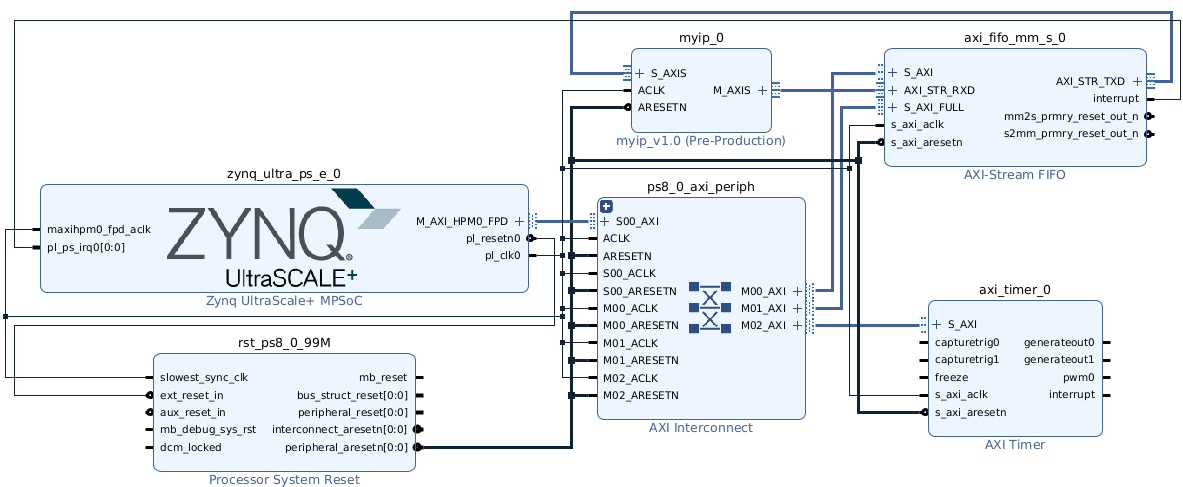 myip_0
S_AXIS
ACLK
ARESETN
M_AXIS
myip_v1.0 (Pre-Production)
axi_fifo_mm_s_0
S_AXI
AXI_STR_RXD
S_AXI_FULL
s_axi_aclk
s_axi_aresetn
AXI_STR_TXD
interrupt
mm2s_prmry_reset_out_n
s2mm_prmry_reset_out_n
AXI-Stream FIFO
zynq_ultra_ps_e_0
maxihpm0_fpd_aclk
pl_ps_irq0[0:0]
ZYNQ
UltraSCALE+
M_AXI_HPM0_FPD
pl_resetn0
pl_clk0
Zynq UltraScale+ MPSoC
ps8_0_axi_periph
S00_AXI
ACLK
ARESETN
S00_ACLK
S00_ARESETN
M00_ACLK
M00_ARESETN
M01_ACLK
M01_ARESETN
M02_ACLK
M02_ARESETN
M00_AXI
M01_AXI
M02_AXI
AXI Interconnect
axi_timer_0
S_AXI
capturetrig0
capturetrig1
freeze
s_axi_aclk
s_axi_aresetn
generateout0
generateout1
pwm0
interrupt
AXI Timer
rst_ps8_0_99M
slowest_sync_clk
ext_reset_in
aux_reset_in
mb_debug_sys_rst
dcm_locked
mb_reset
bus_struct_reset[0:0]
peripheral_reset[0:0]
interconnect_aresetn[0:0]
peripheral_aresetn[0:0]
Processor System Reset